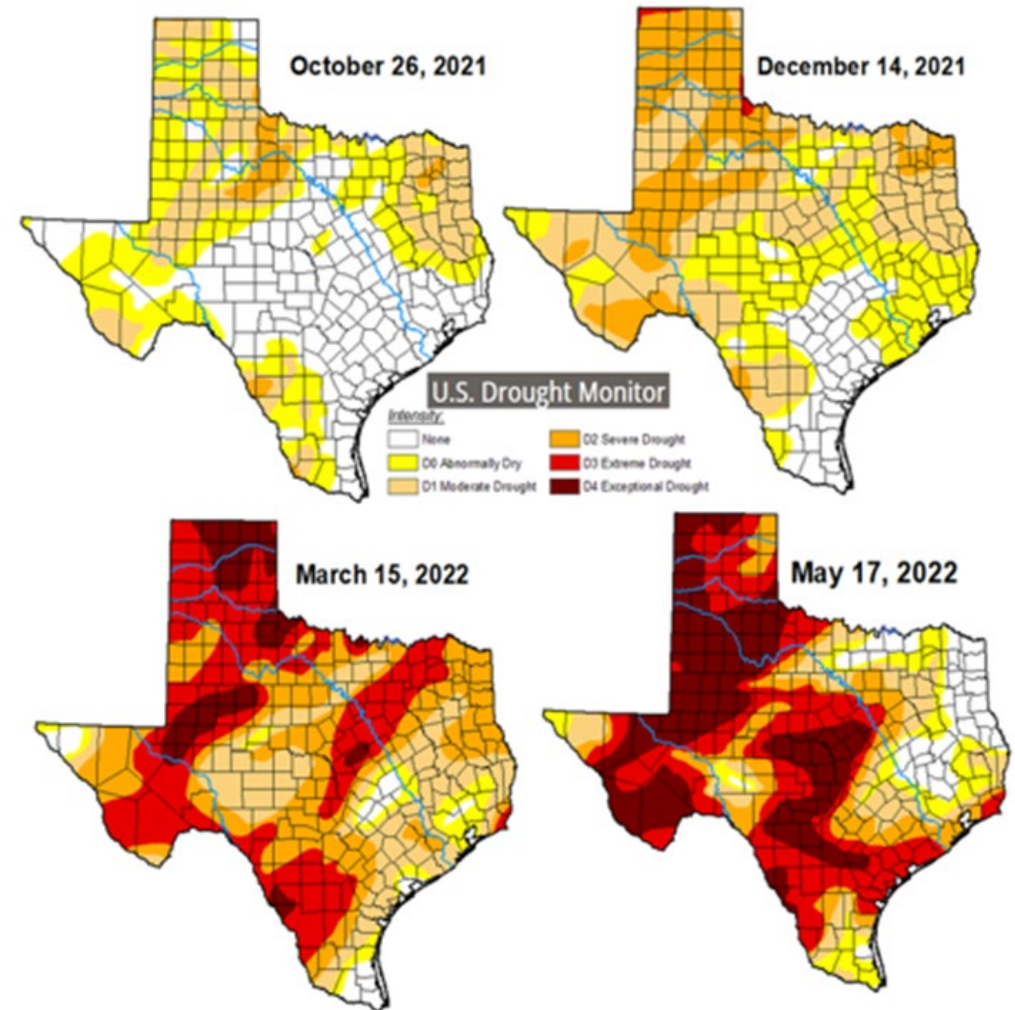 October 26, 2021
December 14, 2021
U.S. Drought Monitor
Intensity:
None
D0 Abnormally Dry
D1 Moderate Drought
D2 Severe Drought
D3 Extreme Drought
D4 Exceptional Drought
March 15, 2022
May 17, 2022